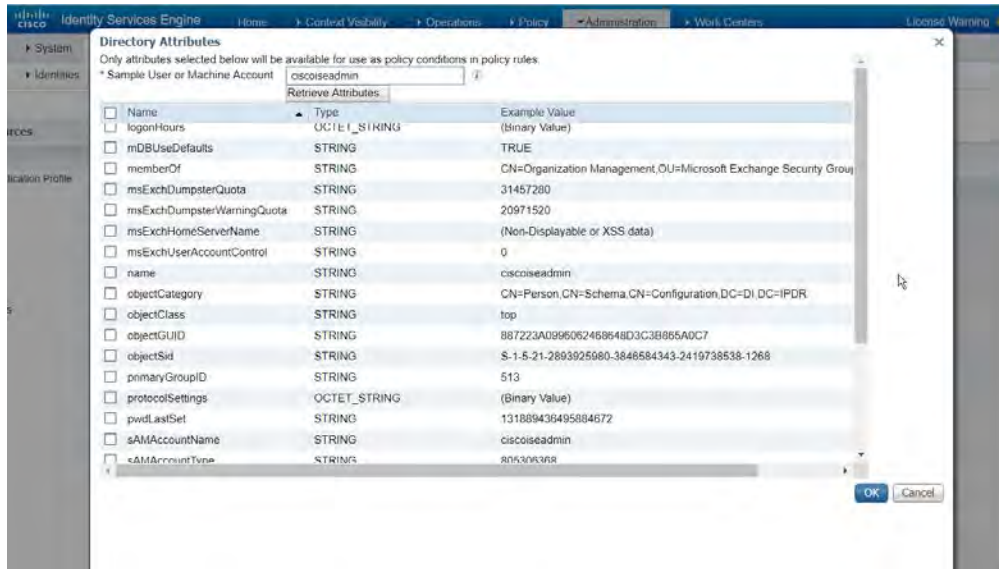 cisco Identity Services Engine Home Context Visibility Operations Policy Administration Work Centers License Warning
System
Directory Attributes
Only attributes selected below will be available for use as policy conditions in policy rules.
Identities
* Sample User or Machine Account ciscoiseadmin i
Retrieve Attributes...
Name Type Example Value
logonHours OCTET_STRING (Binary Value)
urces
mDBUseDefaults STRING TRUE
memberOf STRING CN=Organization Management,OU=Microsoft Exchange Security Group
ication Profile
msExchDumpsterQuota STRING 31457280
msExchDumpsterWarningQuota STRING 20971520
msExchHomeServerName STRING (Non-Displayable or XSS data)
msExchUserAccountControl STRING 0
name STRING ciscoiseadmin
objectCategory STRING CN=Person,CN=Schema,CN=Configuration,DC=DI,DC=IPDR
s
objectClass STRING top
objectGUID STRING 887223A0996062468648D3C3B865A0C7
objectSid STRING S-1-5-21-2893925980-3846584343-2419738538-1268
primaryGroupID STRING 513
protocolSettings OCTET_STRING (Binary Value)
pwdLastSet STRING 131889436495884672
sAMAccountName STRING ciscoiseadmin
sAMAccountType STRING 805306368
OK Cancel